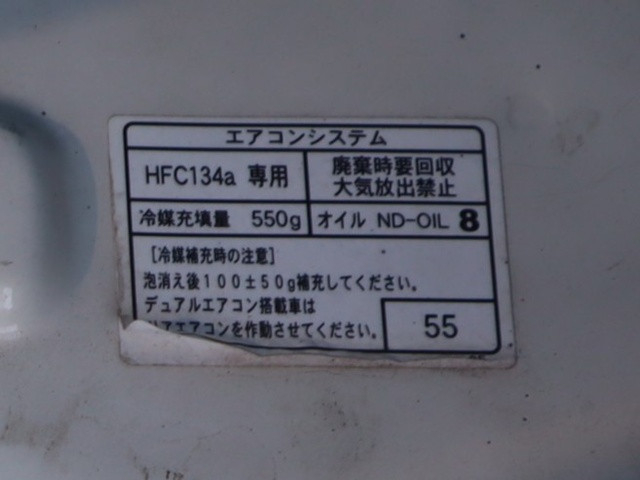 エアコンシステム
HFC134a 専用
廃棄時要回収
大気放出禁止
冷媒充填量 550g
オイル ND-OIL 8
[冷媒補充時の注意]
泡消え後100±50g補充してください。
デュアルエアコン搭載車は
リアエアコンを作動させてください。
55